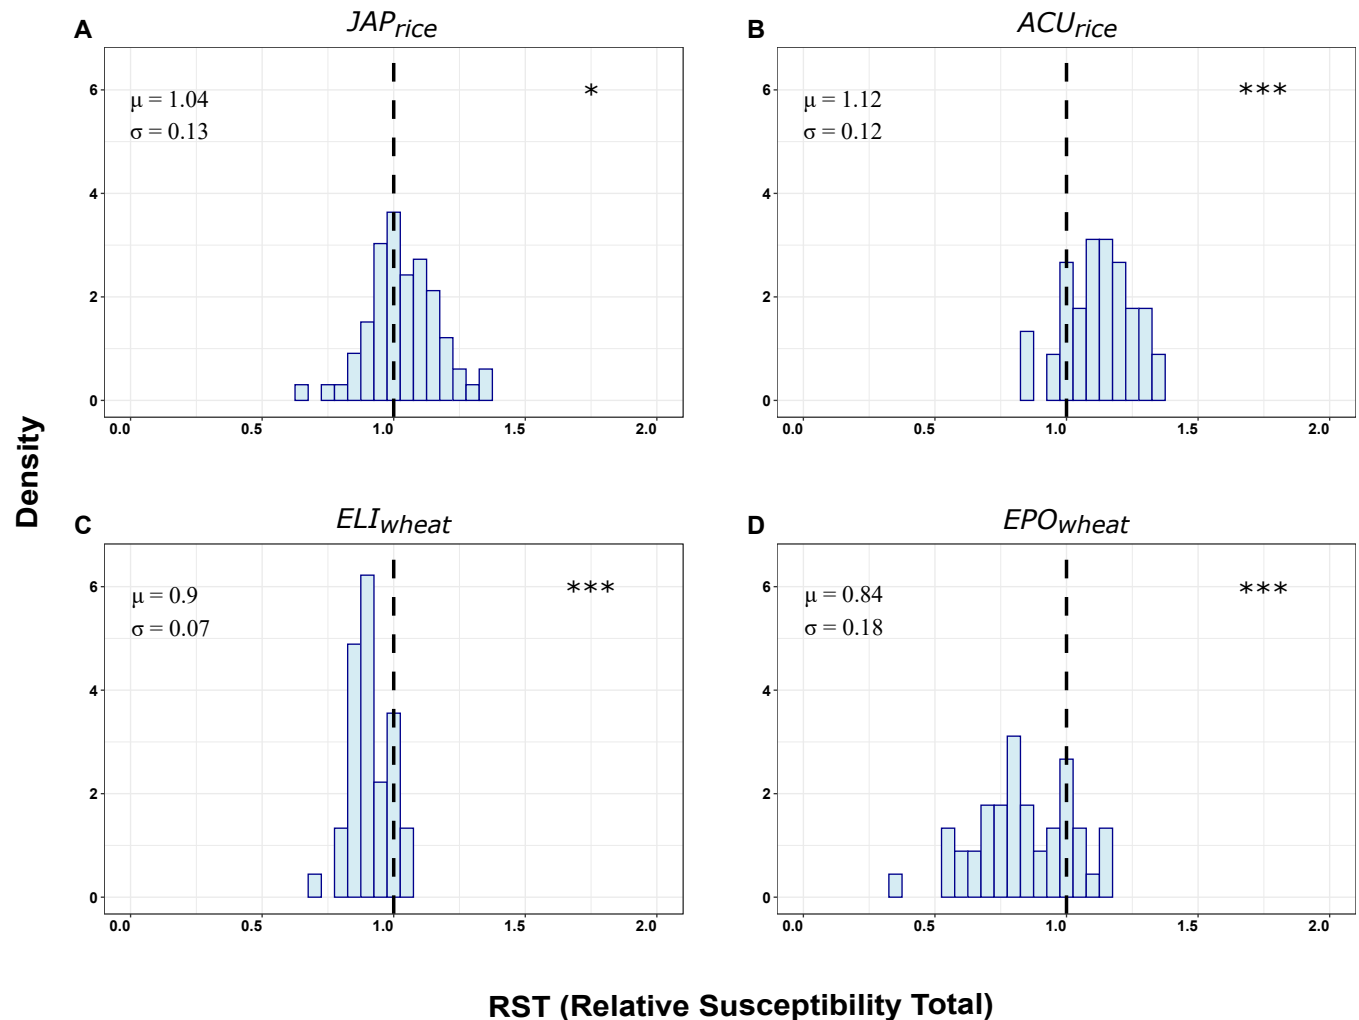 A
JAPrice
μ = 1.04
σ = 0.13
*
6
4
2
0
0.0 0.5 1.0 1.5 2.0
B
ACUrice
μ = 1.12
σ = 0.12
***
6
4
2
0
0.0 0.5 1.0 1.5 2.0
Density
C
ELIwheat
μ = 0.9
σ = 0.07
***
6
4
2
0
0.0 0.5 1.0 1.5 2.0
D
EPOwheat
μ = 0.84
σ = 0.18
***
6
4
2
0
0.0 0.5 1.0 1.5 2.0
RST (Relative Susceptibility Total)